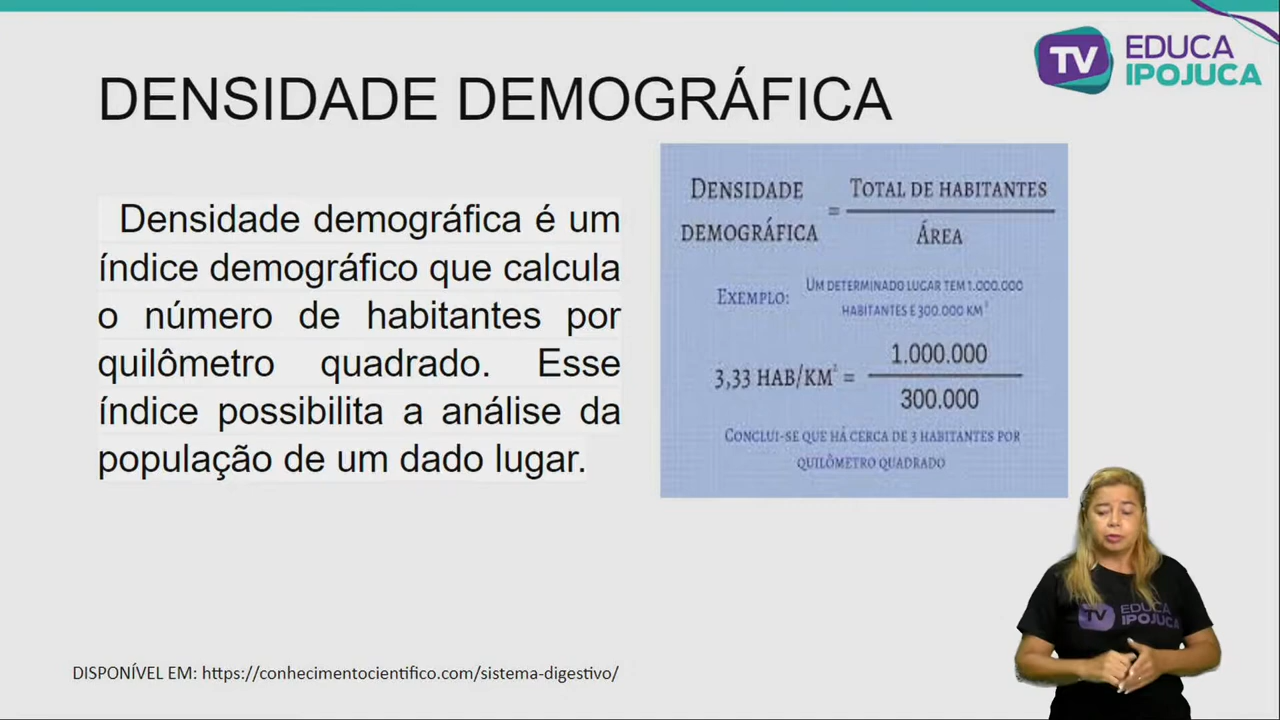 TV EDUCA
IPOJUCA
DENSIDADE DEMOGRÁFICA
Densidade demográfica é um
índice demográfico que calcula
o número de habitantes por
quilômetro quadrado. Esse
índice possibilita a análise da
população de um dado lugar.
DENSIDADE
DEMOGRÁFICA
=
TOTAL DE HABITANTES
ÁREA
EXEMPLO:
UM DETERMINADO LUGAR TEM 1.000.000
HABITANTES E 300.000 KM²
3,33 HAB/KM² =
1.000.000
300.000
CONCLUI-SE QUE HÁ CERCA DE 3 HABITANTES POR
QUILÔMETRO QUADRADO
TV EDUCA
IPOJUCA
DISPONÍVEL EM: https://conhecimentocientifico.com/sistema-digestivo/